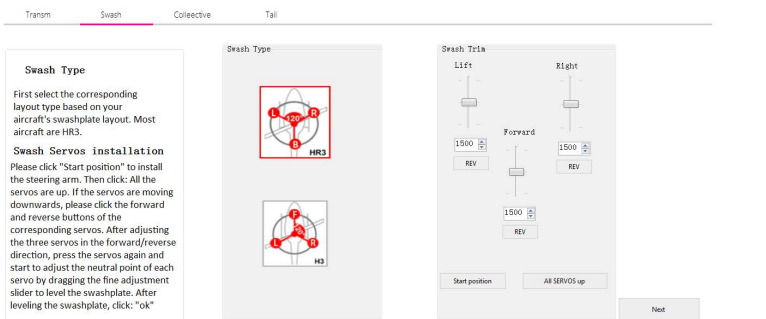 Transm Swash Colleective Tail
Swash Type
First select the corresponding
layout type based on your
aircraft's swashplate layout. Most
aircraft are HR3.
Swash Servos installation
Please click "Start position" to install
the steering arm. Then click: All the
servos are up. If the servos are moving
downwards, please click the forward
and reverse buttons of the
corresponding servos. After adjusting
the three servos in the forward/reverse
direction, press the servos again and
start to adjust the neutral point of each
servo by dragging the fine adjustment
slider to level the swashplate. After
leveling the swashplate, click: "ok"
Swash Type
L 120° R
B
HR3
F
L R
H3
Swash Trim
Lift Right
Forward
1500 1500
REV REV
1500
REV
Start position All SERVOS up
Next